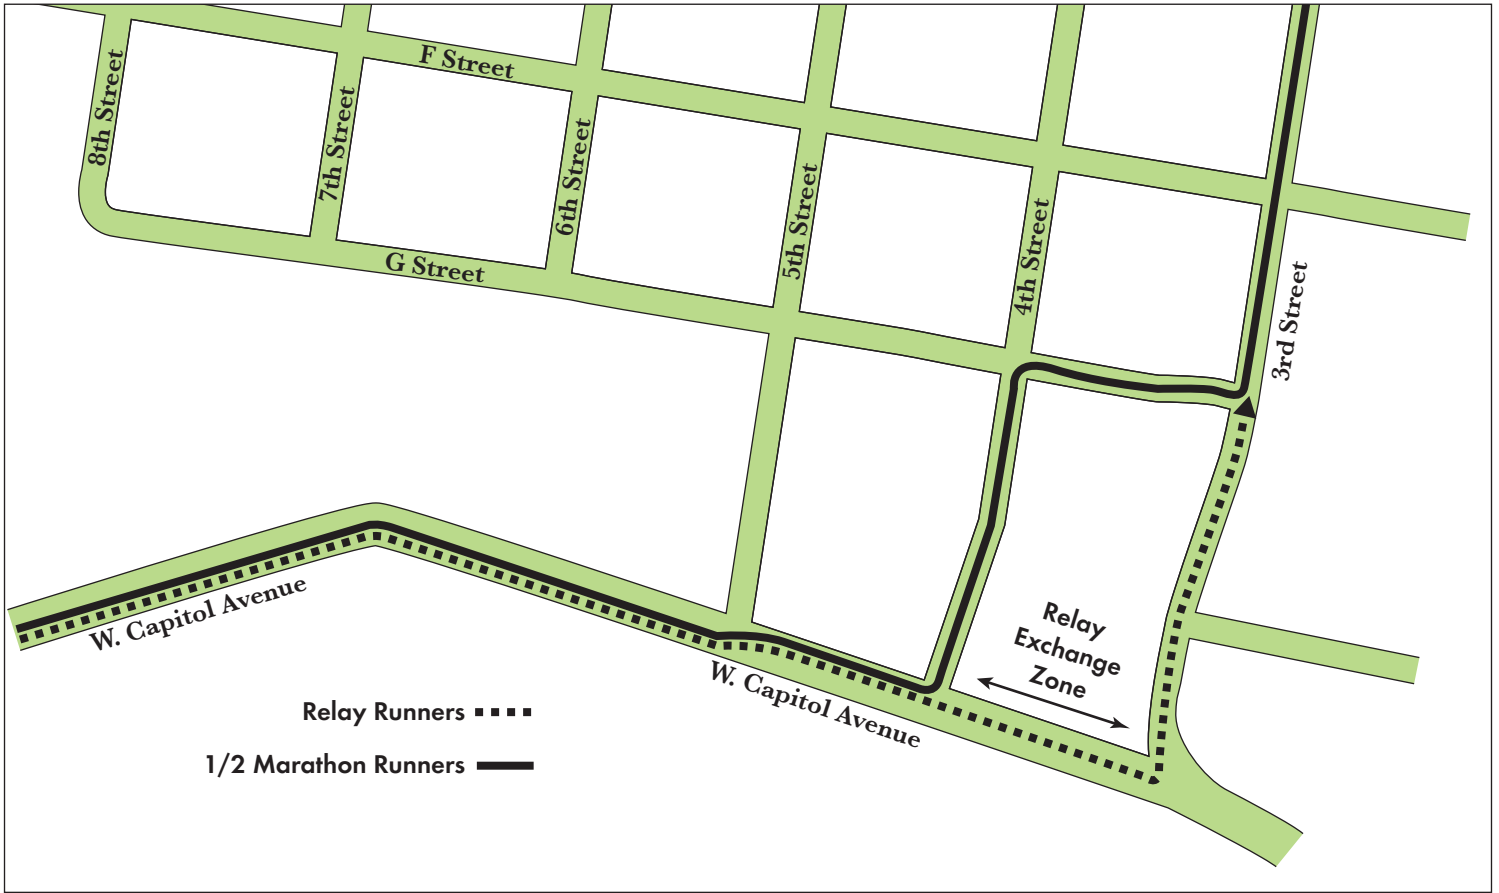 F Street
8th Street
7th Street
6th Street
5th Street
4th Street
G Street
3rd Street
W. Capitol Avenue
Relay
Exchange
Zone
W. Capitol Avenue
Relay Runners
1/2 Marathon Runners